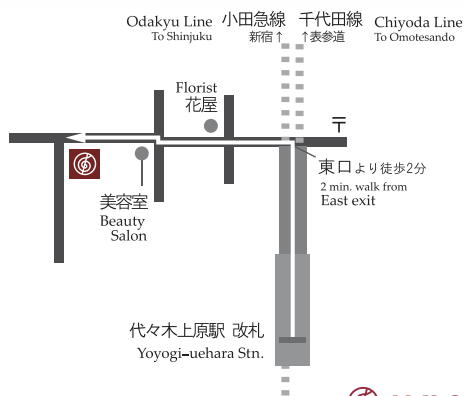 Odakyu Line 小田急線 千代田線 Chiyoda Line
To Shinjuku 新宿↑ ↑表参道 To Omotesando
Florist
花屋
〒
東口より徒歩2分
2 min. walk from
East exit
美容室
Beauty
Salon
代々木上原駅 改札
Yoyogi-uehara Stn.